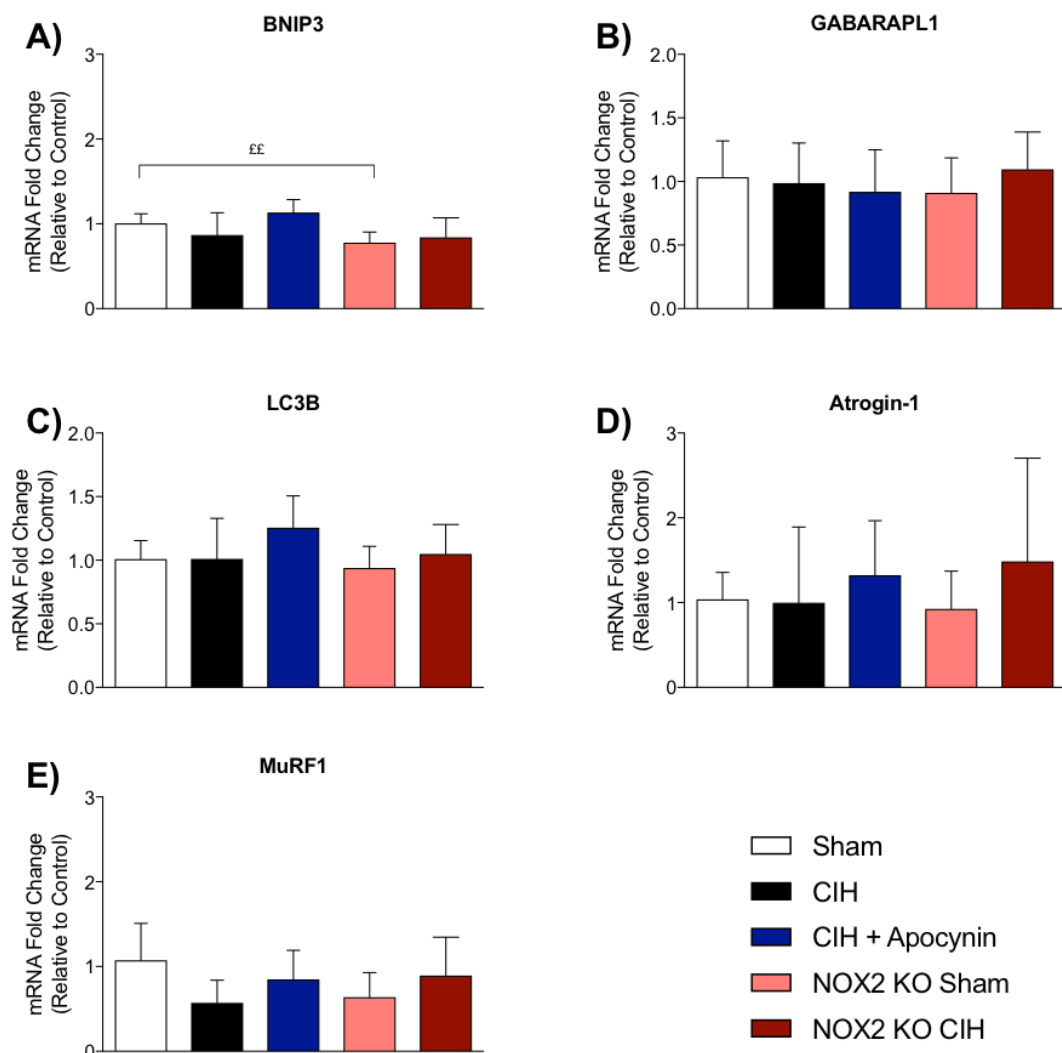 A)
BNIP3
mRNA Fold Change
(Relative to Control)
3
2
1
0
££
B)
GABARAPL1
mRNA Fold Change
(Relative to Control)
2.0
1.5
1.0
0.5
0.0
C)
LC3B
mRNA Fold Change
(Relative to Control)
2.0
1.5
1.0
0.5
0.0
D)
Atrogin-1
mRNA Fold Change
(Relative to Control)
3
2
1
0
E)
MuRF1
mRNA Fold Change
(Relative to Control)
3
2
1
0
Sham
CIH
CIH + Apocynin
NOX2 KO Sham
NOX2 KO CIH